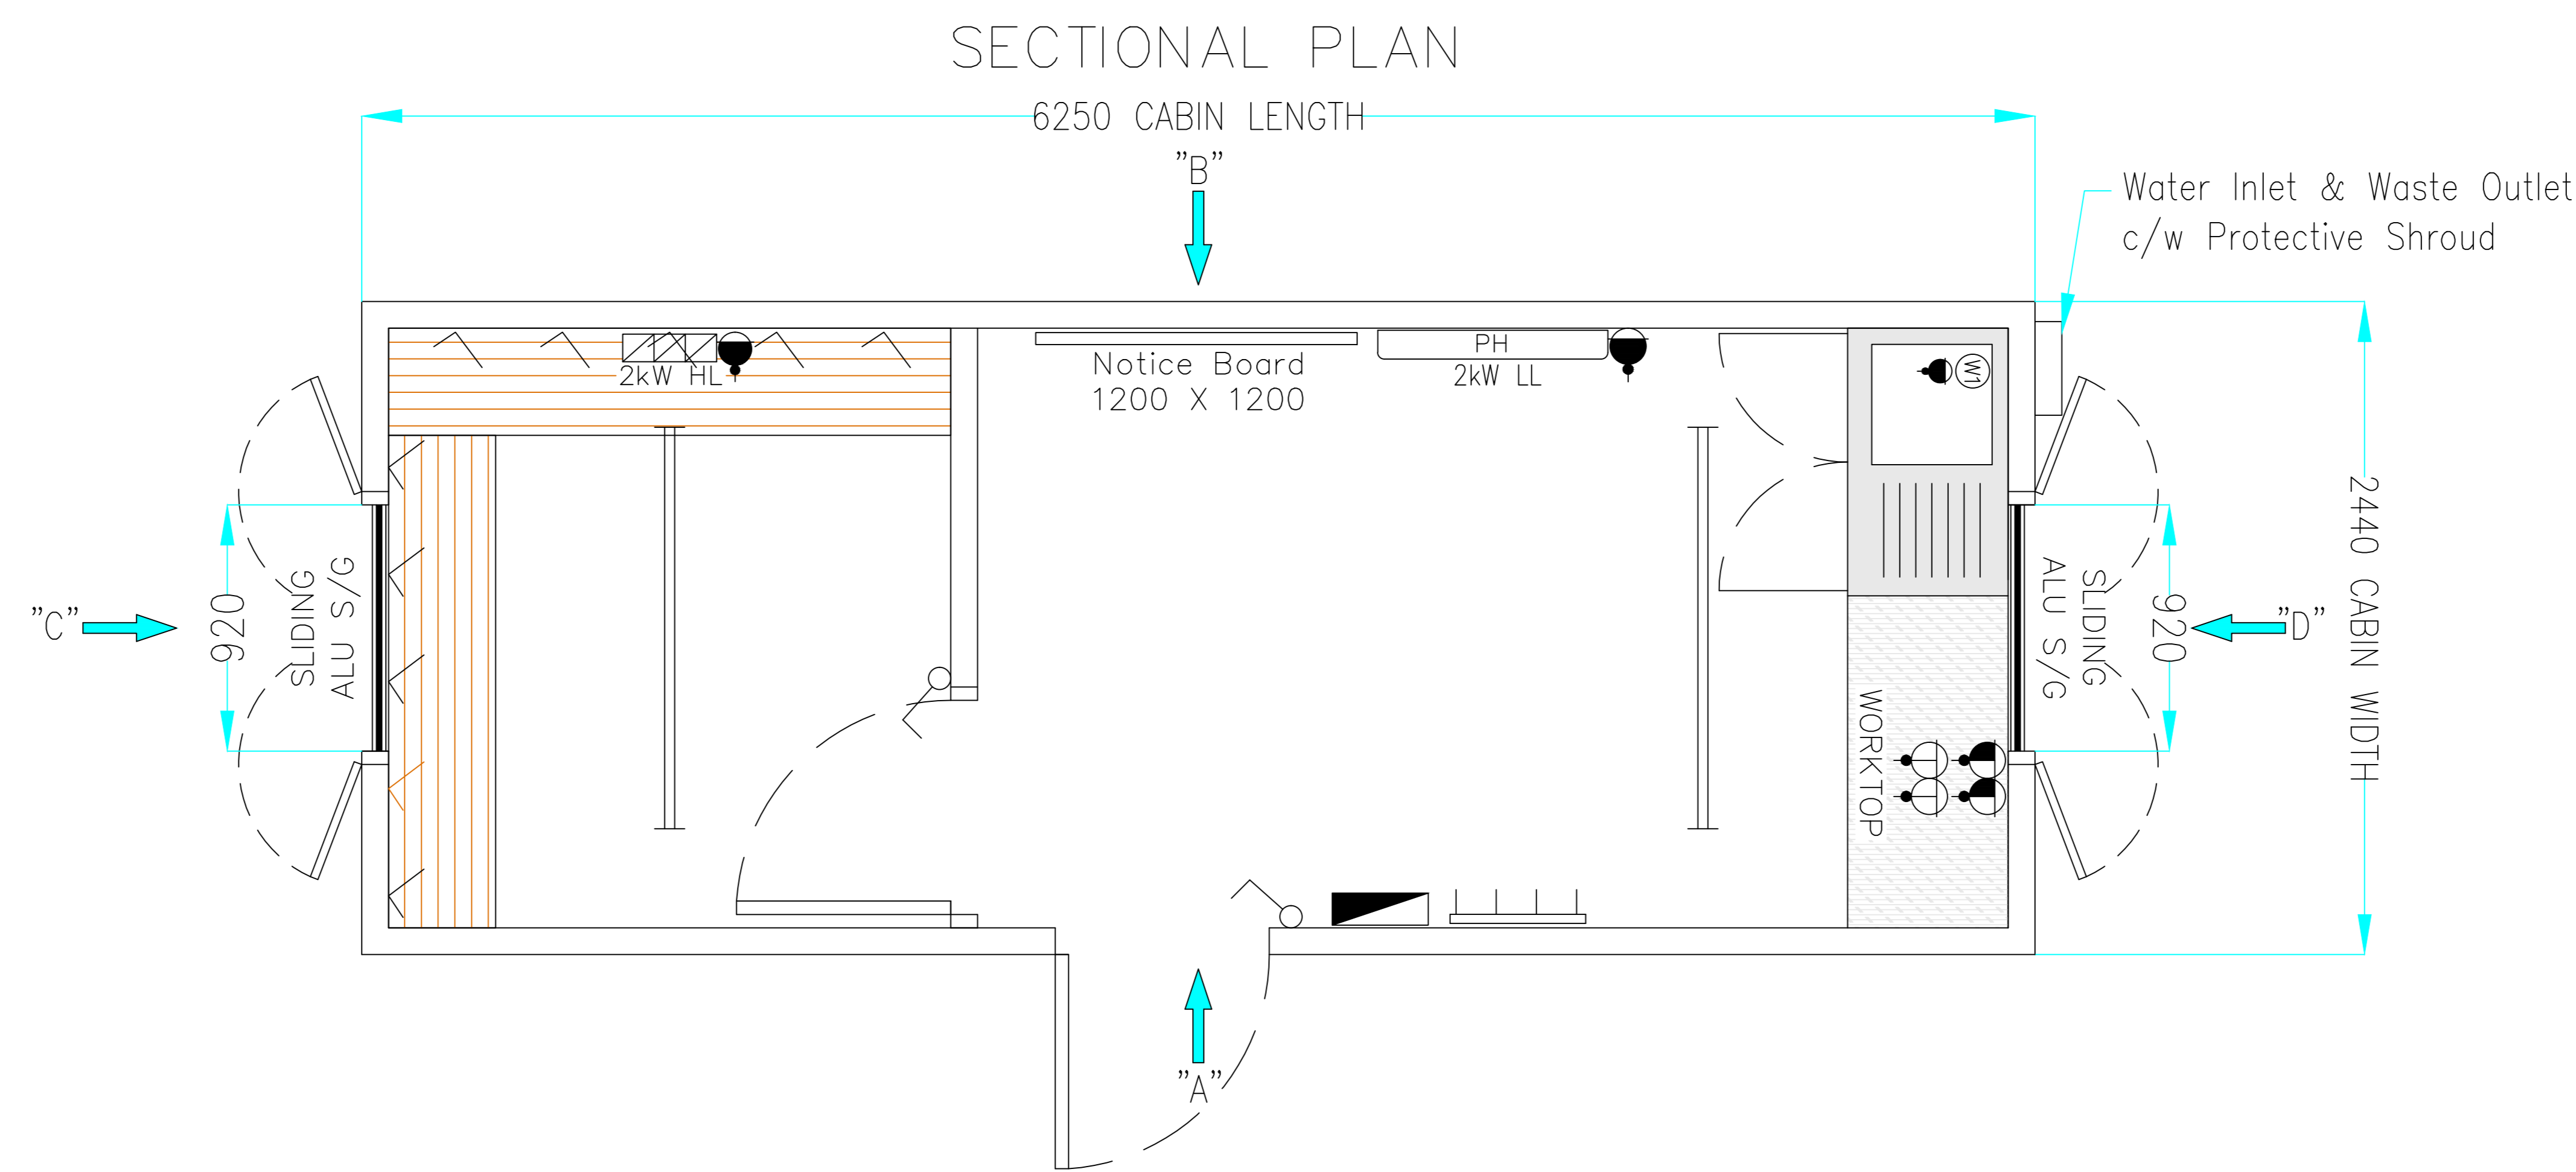 SECTIONAL PLAN
6250 CABIN LENGTH
"B"
Water Inlet & Waste Outlet
c/w Protective Shroud
PH
2kW HL
Notice Board
1200 X 1200
2kW LL
W1
"C"
920
SLIDING
ALU S/G
WORKTOP
ALU S/G
SLIDING
920
"D"
2440 CABIN WIDTH
"A"